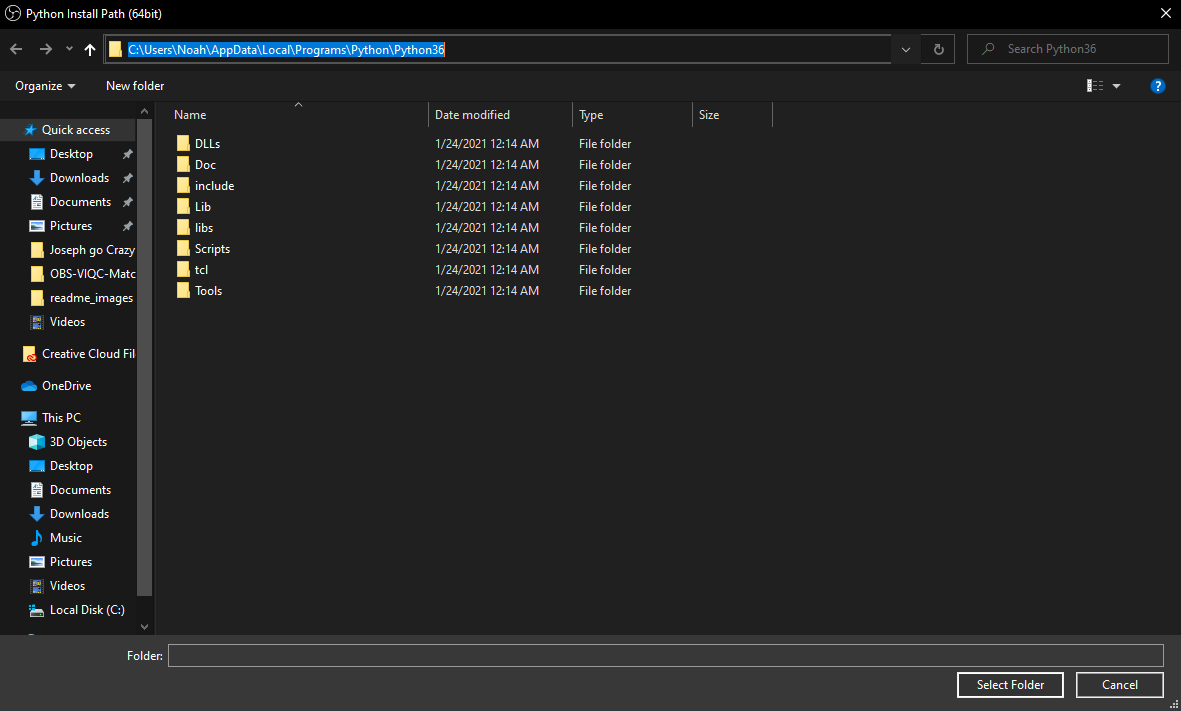 Python Install Path (64bit)
C:\Users\Noah\AppData\Local\Programs\Python\Python36
Search Python36
Organize
New folder
?
Name Date modified Type Size
DLLs 1/24/2021 12:14 AM File folder
Doc 1/24/2021 12:14 AM File folder
include 1/24/2021 12:14 AM File folder
Lib 1/24/2021 12:14 AM File folder
libs 1/24/2021 12:14 AM File folder
Scripts 1/24/2021 12:14 AM File folder
tcl 1/24/2021 12:14 AM File folder
Tools 1/24/2021 12:14 AM File folder
Quick access
Desktop
Downloads
Documents
Pictures
Joseph go Crazy
OBS-VIQC-Matc
readme_images
Videos
Creative Cloud Fil
OneDrive
This PC
3D Objects
Desktop
Documents
Downloads
Music
Pictures
Videos
Local Disk (C:)
Folder:
Select Folder
Cancel